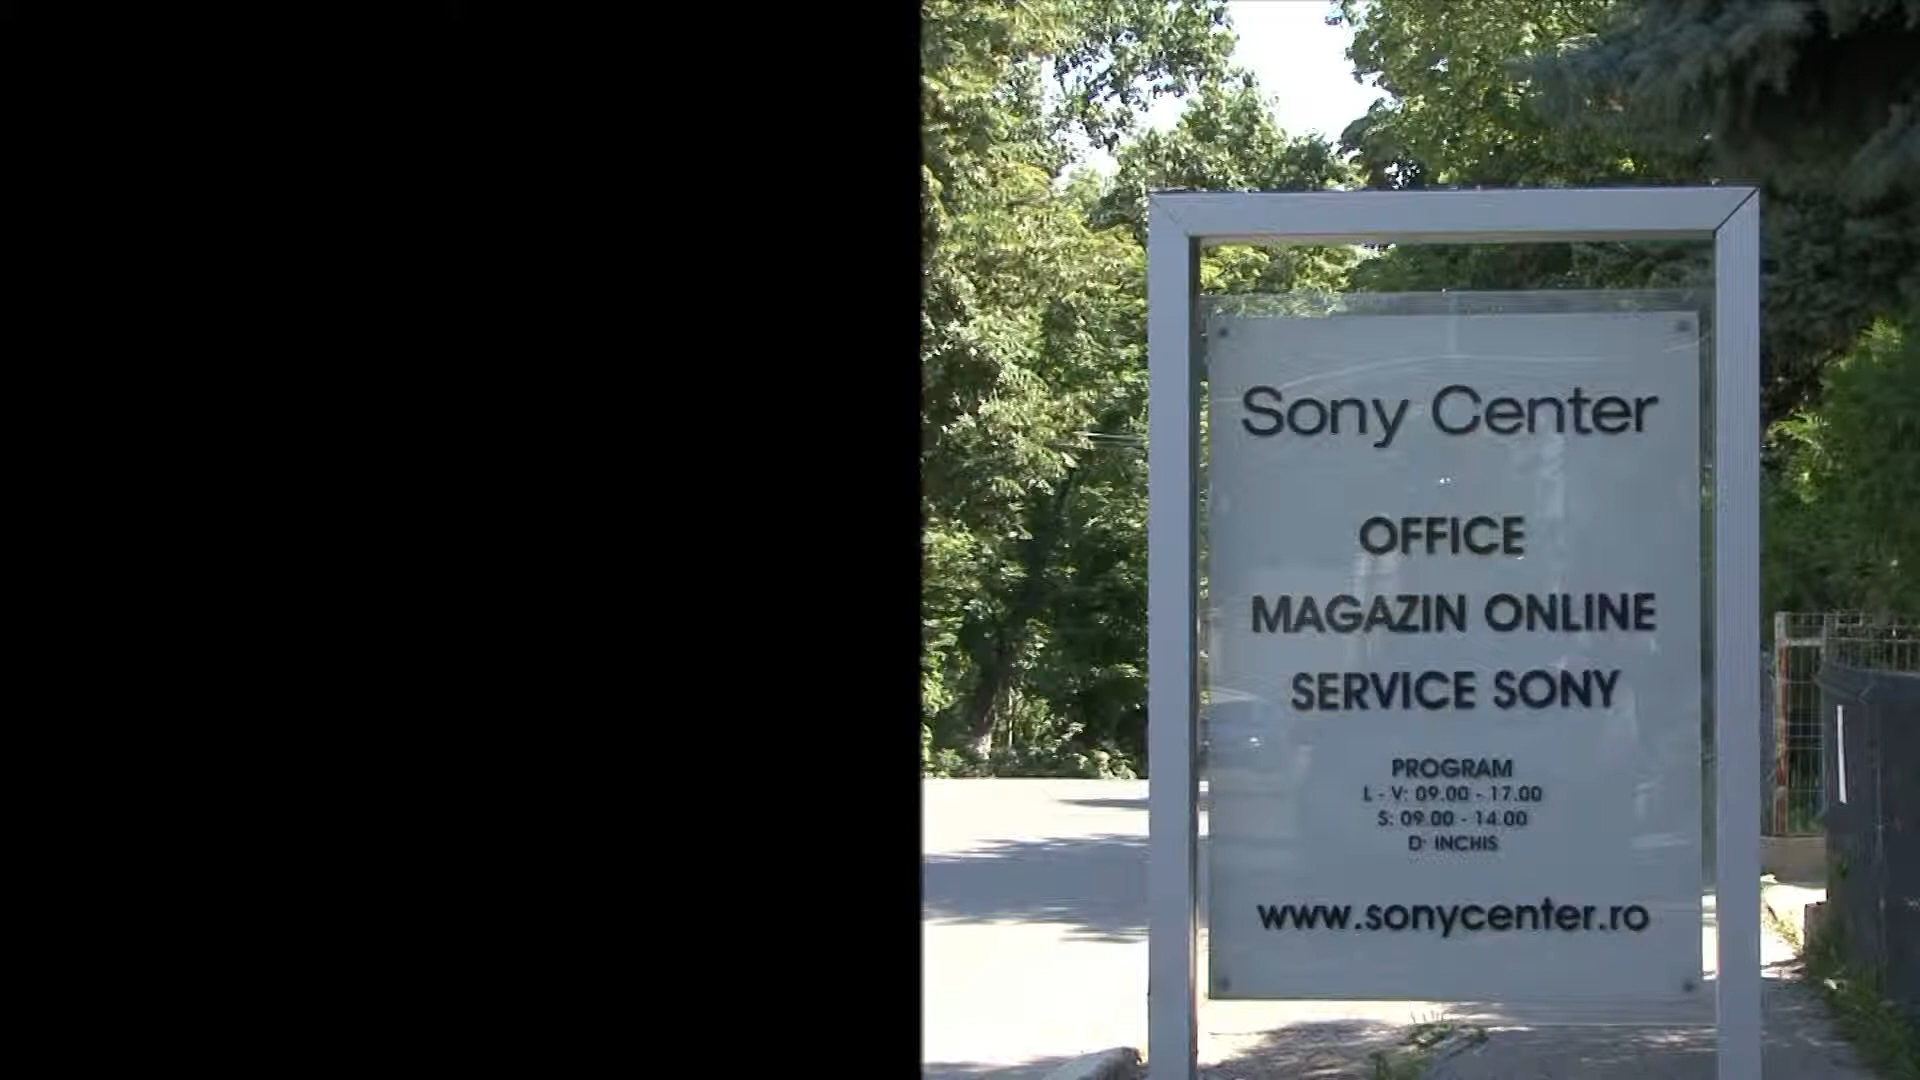 Sony Center
OFFICE
MAGAZIN ONLINE
SERVICE SONY
PROGRAM
L - V: 09.00 - 17.00
S: 09.00 - 14.00
D: INCHIS
www.sonycenter.ro